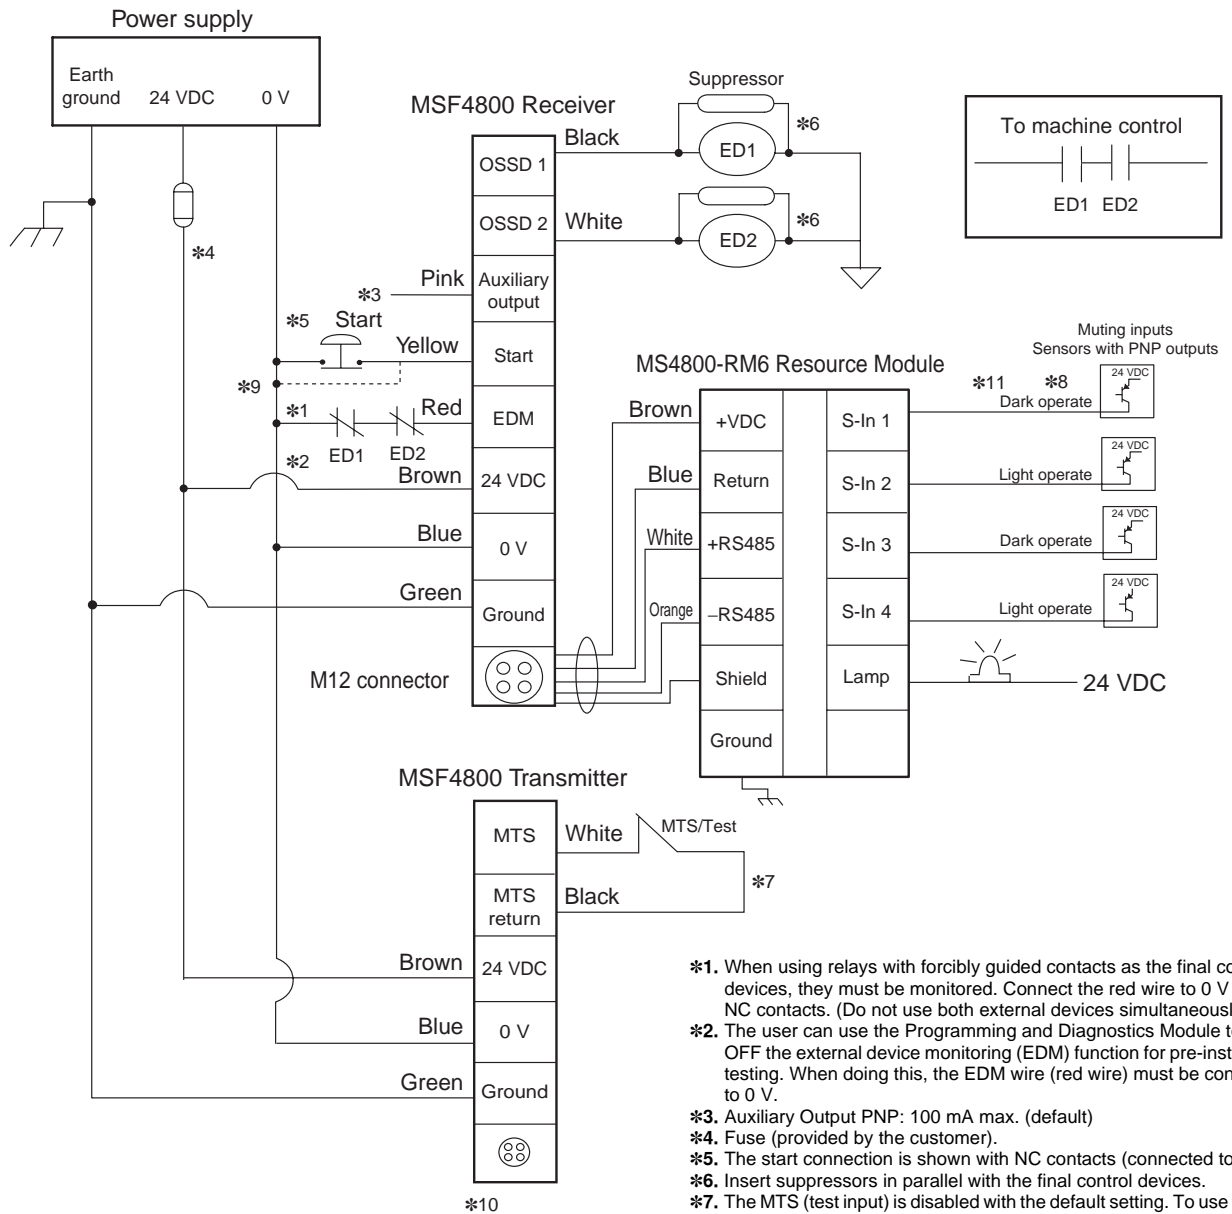 Power supply
Earth ground
24 VDC
0 V
MSF4800 Receiver
OSSD 1
OSSD 2
Auxiliary output
Start
EDM
24 VDC
0 V
Ground
M12 connector
Black
White
Pink
Yellow
Red
Brown
Blue
Green
✽3
✽5
Start
✽9
✽1
✽2
ED1
ED2
✽4
Suppressor
✽6
ED1
✽6
ED2
To machine control
ED1 ED2
MS4800-RM6 Resource Module
Brown
Blue
White
Orange
+VDC
Return
+RS485
–RS485
Shield
Ground
S-In 1
S-In 2
S-In 3
S-In 4
Lamp
Muting inputs
Sensors with PNP outputs
✽11
✽8
Dark operate
24 VDC
Light operate
24 VDC
Dark operate
24 VDC
Light operate
24 VDC
24 VDC
MSF4800 Transmitter
MTS
MTS return
24 VDC
0 V
Ground
White
MTS/Test
✽7
Black
Brown
Blue
Green
✽10
✽1. When using relays with forcibly guided contacts as the final
devices, they must be monitored. Connect the red wire to 0 V
NC contacts. (Do not use both external devices
✽2. The user can use the Programming and Diagnostics Module
OFF the external device monitoring (EDM) function for
testing. When doing this, the EDM wire (red wire) must be
to 0 V.
✽3. Auxiliary Output PNP: 100 mA max. (default)
✽4. Fuse (provided by the customer).
✽5. The start connection is shown with NC contacts (connected to
✽6. Insert suppressors in parallel with the final control devices.
✽7. The MTS (test input) is disabled with the default setting. To use